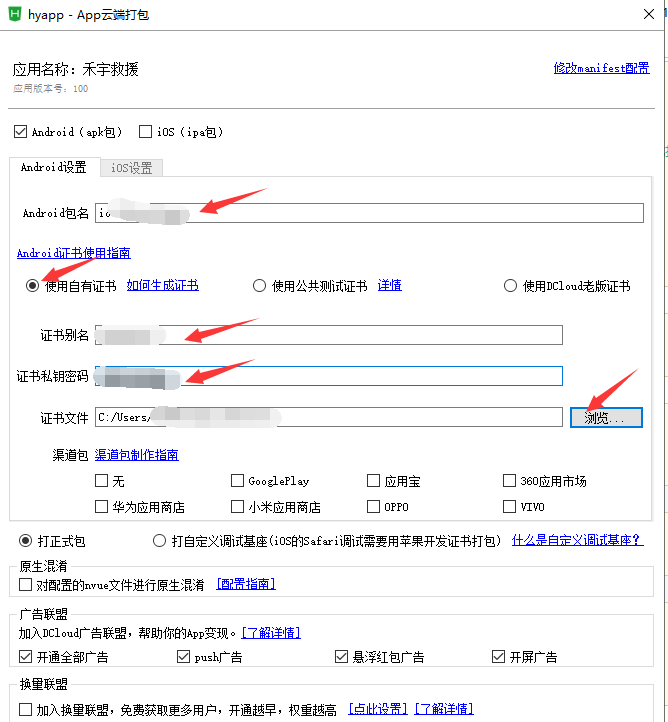 hyapp - App云端打包
应用名称：禾宇救援
修改manifest配置
应用版本号：100
Android（apk包） iOS（ipa包）
Android设置 iOS设置
Android包名
Android证书使用指南
使用自有证书 如何生成证书 使用公共测试证书 详情 使用DCloud老版证书
证书别名
证书私钥密码
证书文件 C:/Users/ 浏览...
渠道包 渠道包制作指南
无 GooglePlay 应用宝 360应用市场
华为应用商店 小米应用商店 OPPO VIVO
打正式包 打自定义调试基座(iOS的Safari调试需要用苹果开发证书打包) 什么是自定义调试基座？
原生混淆
对配置的nvue文件进行原生混淆 [配置指南]
广告联盟
加入DCloud广告联盟，帮助你的App变现。[了解详情]
开通全部广告 push广告 悬浮红包广告 开屏广告
换量联盟
加入换量联盟，免费获取更多用户，开通越早，权重越高 [点此设置] [了解详情]